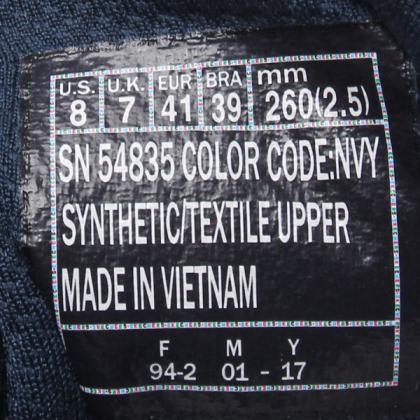 U.S. U.K. EUR BRA mm
8 7 41 39 260(2.5)
SN 54835 COLOR CODE:NVY
SYNTHETIC/TEXTILE UPPER
MADE IN VIETNAM
F M Y
94-2 01 - 17